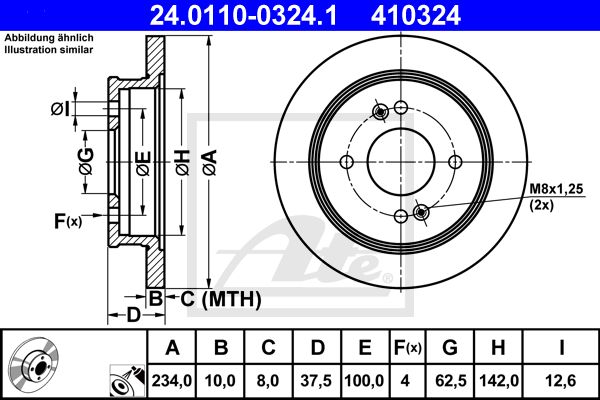 24.0110-0324.1 410324
Abbildung ähnlich
Illustration similar
ØI
ØG
ØE
ØH
ØA
F(x)
M8x1,25
(2x)
B
C (MTH)
D
Ate ®
A B C D E F(x) G H I
234,0 10,0 8,0 37,5 100,0 4 62,5 142,0 12,6